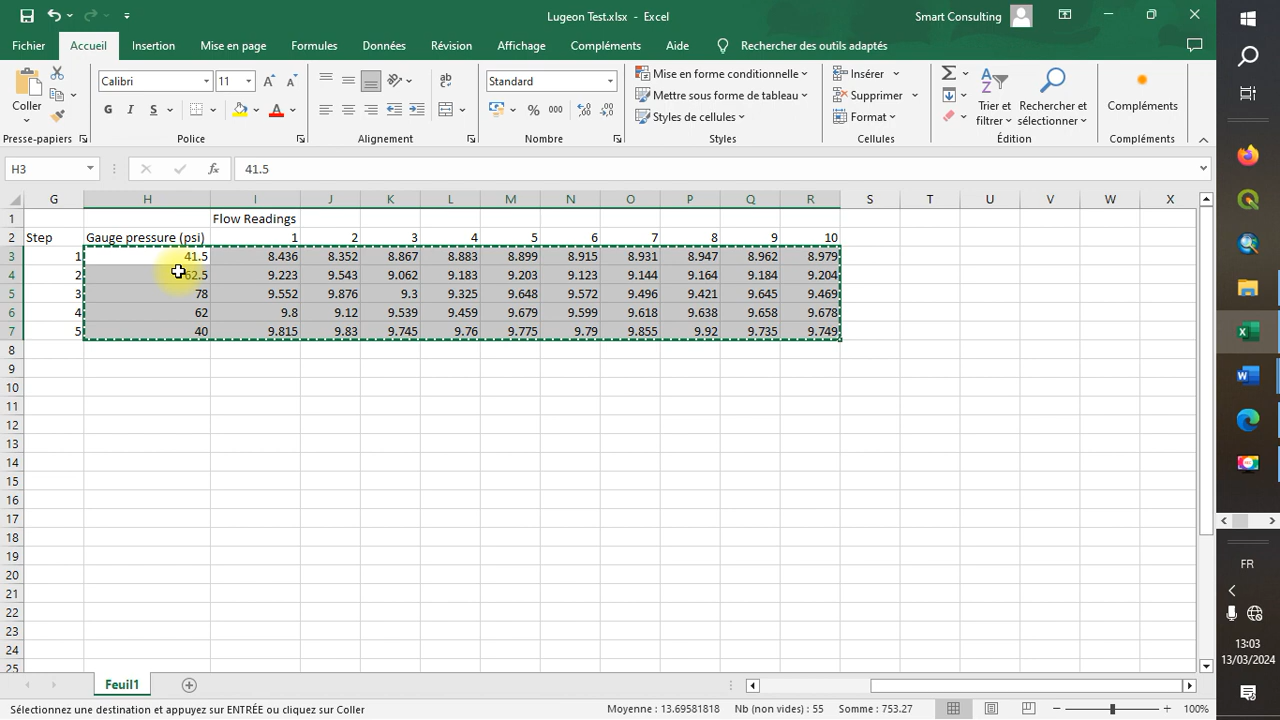 Lugeon Test.xlsx - Excel
Smart Consulting
Fichier Accueil Insertion Mise en page Formules Données Révision Affichage Compléments Aide Rechercher des outils adaptés
Coller
Calibri 11
G I S
Standard
Mise en forme conditionnelle
Mettre sous forme de tableau
Styles de cellules
Insérer
Supprimer
Format
Trier et filtrer
Rechercher et sélectionner
Compléments
Presse-papiers Police Alignement Nombre Cellules Édition Compléments
H3 fx 41.5
G H I J K L M N O P Q R S T U V W X
1 Flow Readings
2 Step Gauge pressure (psi) 1 2 3 4 5 6 7 8 9 10
3 1 41.5 8.436 8.352 8.867 8.883 8.899 8.915 8.931 8.947 8.962 8.979
4 2 62.5 9.223 9.543 9.062 9.183 9.203 9.123 9.144 9.164 9.184 9.204
5 3 78 9.552 9.876 9.3 9.325 9.648 9.572 9.496 9.421 9.645 9.469
6 4 62 9.8 9.12 9.539 9.459 9.679 9.599 9.618 9.638 9.658 9.678
7 5 40 9.815 9.83 9.745 9.76 9.775 9.79 9.855 9.92 9.735 9.749
8
9
10
11
12
13
14
15
16
17
18
19
20
21
22
23
24
25
Feuil1
Sélectionnez une destination et appuyez sur ENTRÉE ou cliquez sur Coller
Moyenne : 13.69581818 Nb (non vides) : 55 Somme : 753.27
100%
FR
13:03
13/03/2024